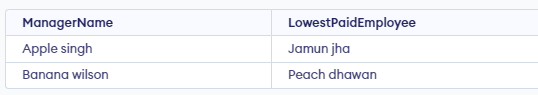 ManagerName LowestPaidEmployee
Apple singh Jamun jha
Banana wilson Peach dhawan